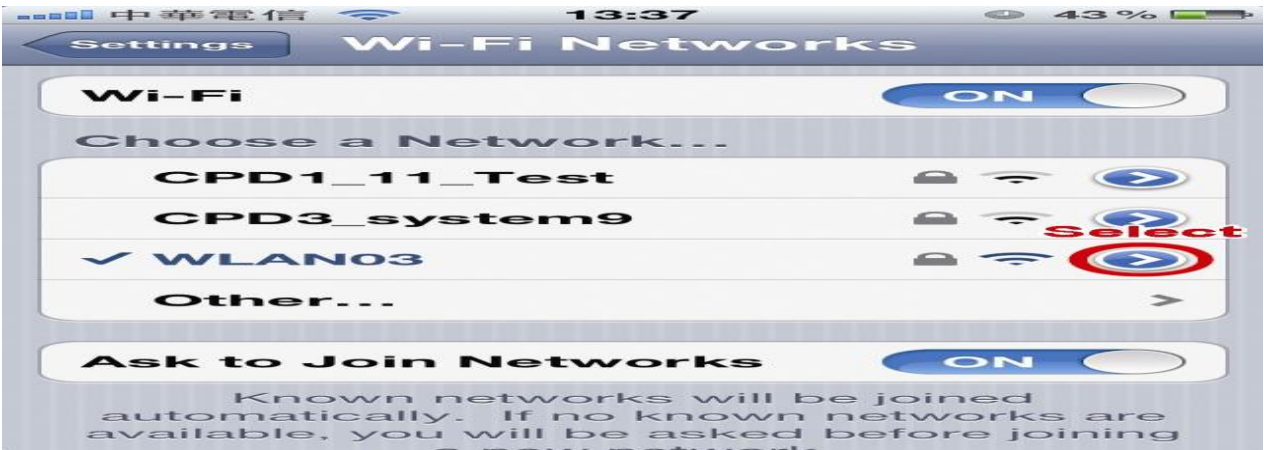 中華電信 13:37 43%
Settings Wi-Fi Networks
Wi-Fi ON
Choose a Network...
CPD1_11_Test
CPD3_system9
Select
✓ WLAN03
Other...
Ask to Join Networks ON
Known networks will be joined
automatically. If no known networks are
available, you will be asked before joining
a new network.